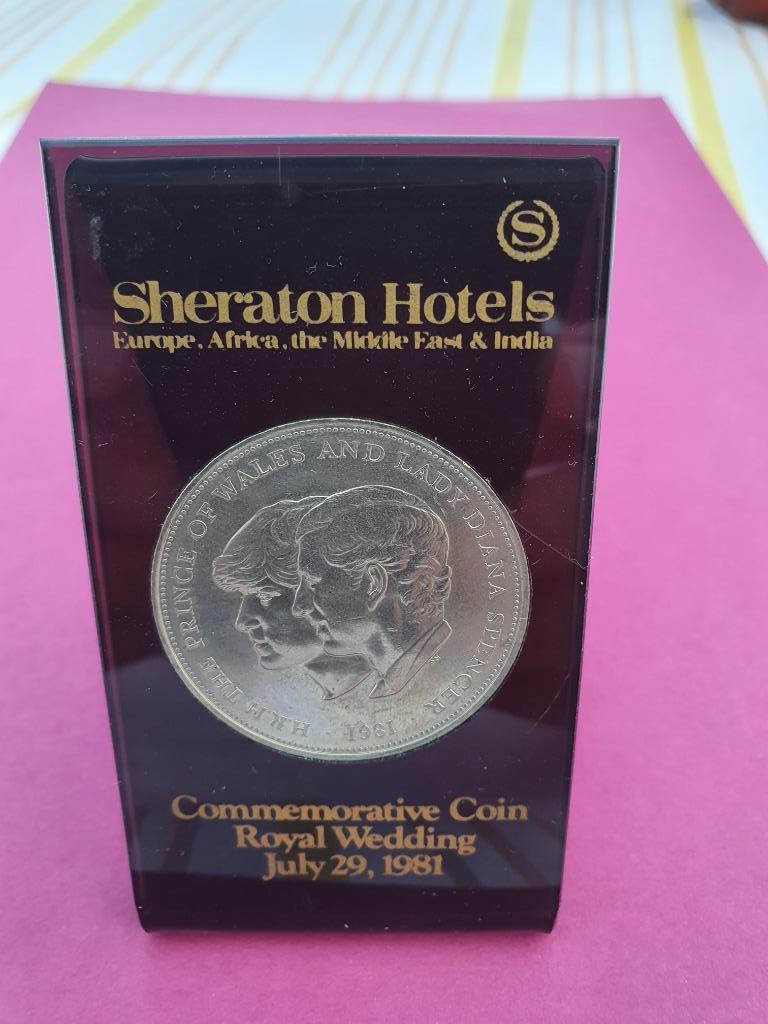 S
Sheraton Hotels
Europe, Africa, the Middle East & India
HRH THE PRINCE OF WALES AND LADY DIANA SPENCER
· 1981 ·
Commemorative Coin
Royal Wedding
July 29, 1981